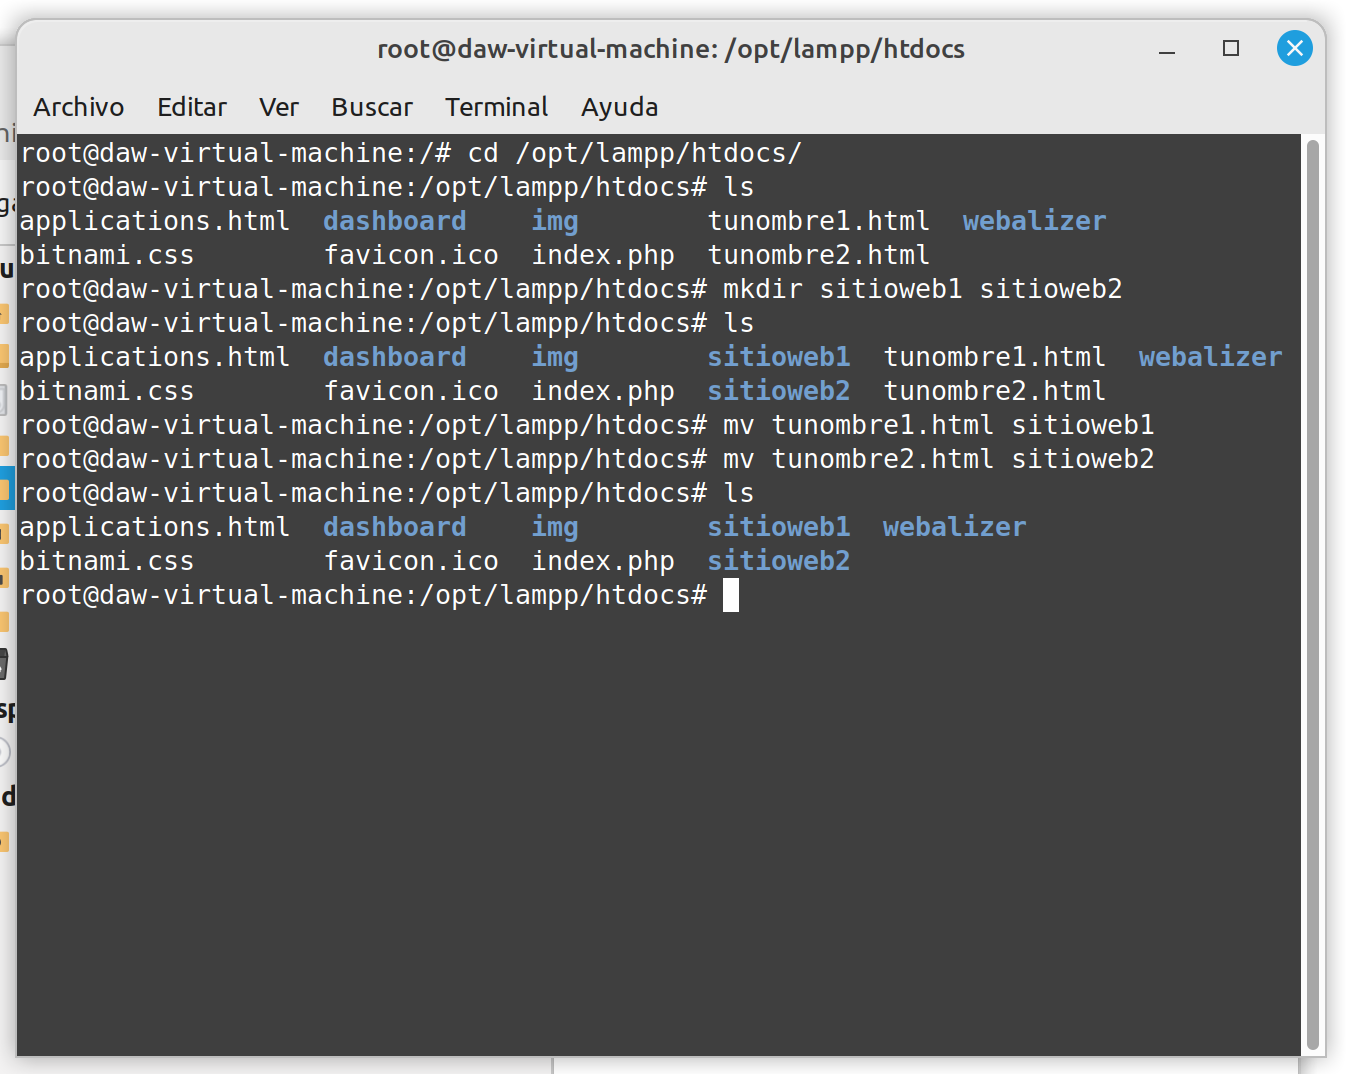 root@daw-virtual-machine: /opt/lampp/htdocs
Archivo Editar Ver Buscar Terminal Ayuda
root@daw-virtual-machine:/# cd /opt/lampp/htdocs/
root@daw-virtual-machine:/opt/lampp/htdocs# ls
applications.html dashboard img tunombre1.html webalizer
bitnami.css favicon.ico index.php tunombre2.html
root@daw-virtual-machine:/opt/lampp/htdocs# mkdir sitioweb1 sitioweb2
root@daw-virtual-machine:/opt/lampp/htdocs# ls
applications.html dashboard img sitioweb1 tunombre1.html webalizer
bitnami.css favicon.ico index.php sitioweb2 tunombre2.html
root@daw-virtual-machine:/opt/lampp/htdocs# mv tunombre1.html sitioweb1
root@daw-virtual-machine:/opt/lampp/htdocs# mv tunombre2.html sitioweb2
root@daw-virtual-machine:/opt/lampp/htdocs# ls
applications.html dashboard img sitioweb1 webalizer
bitnami.css favicon.ico index.php sitioweb2
root@daw-virtual-machine:/opt/lampp/htdocs#